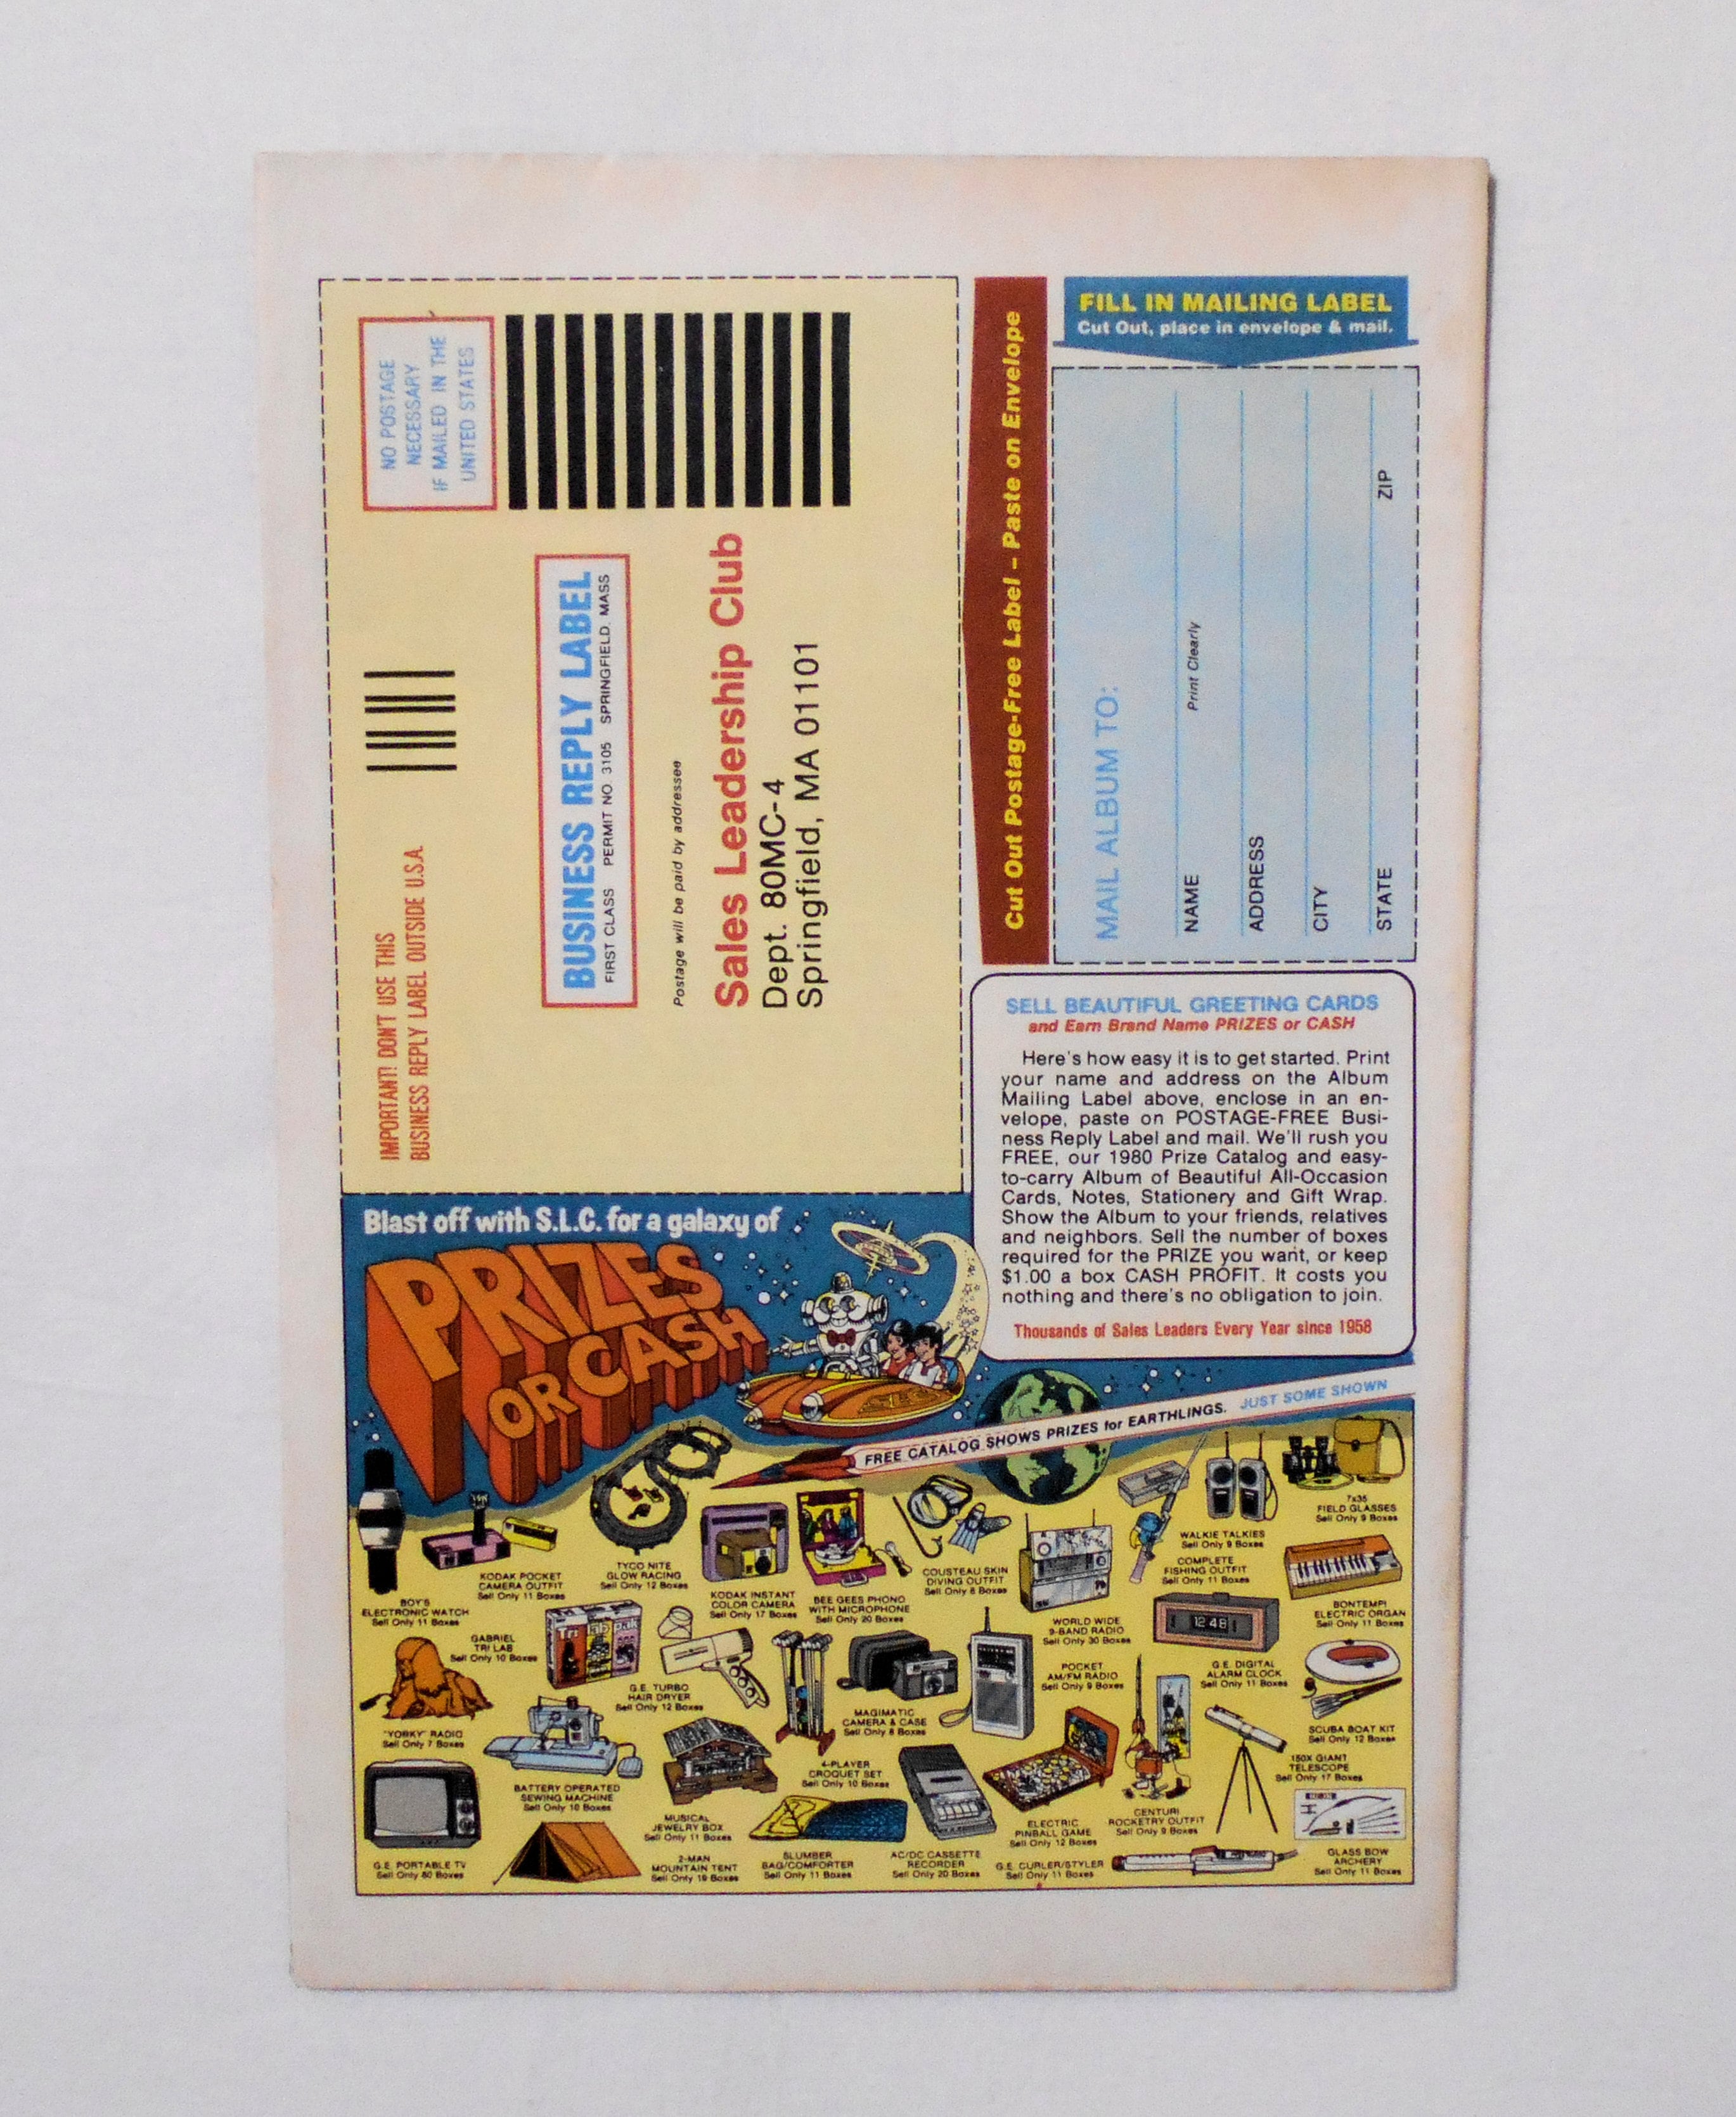 NO POSTAGE
NECESSARY
IF MAILED IN THE
UNITED STATES
IMPORTANT! DON'T USE THIS
BUSINESS REPLY LABEL OUTSIDE U.S.A.
BUSINESS REPLY LABEL
FIRST CLASS PERMIT NO. 3105 SPRINGFIELD, MASS
Postage will be paid by addressee
Sales Leadership Club
Dept. 80MC-4
Springfield, MA 01101
Cut Out Postage-Free Label - Paste on Envelope
FILL IN MAILING LABEL
Cut Out, place in envelope & mail.
MAIL ALBUM TO:
NAME
Print Clearly
ADDRESS
CITY
STATE ZIP
SELL BEAUTIFUL GREETING CARDS
and Earn Brand Name PRIZES or CASH
Here's how easy it is to get started. Print
your name and address on the Album
Mailing Label above, enclose in an en-
velope, paste on POSTAGE-FREE Busi-
ness Reply Label and mail. We'll rush you
FREE, our 1980 Prize Catalog and easy-
to-carry Album of Beautiful All-Occasion
Cards, Notes, Stationery and Gift Wrap.
Show the Album to your friends, relatives
and neighbors. Sell the number of boxes
required for the PRIZE you want, or keep
$1.00 a box CASH PROFIT. It costs you
nothing and there's no obligation to join.
Thousands of Sales Leaders Every Year since 1958
Blast off with S.L.C. for a galaxy of
PRIZES
OR CASH
SLC
FREE CATALOG SHOWS PRIZES for EARTHLINGS. JUST SOME SHOWN
BOY'S
ELECTRONIC WATCH
Sell Only 11 Boxes
KODAK POCKET
CAMERA OUTFIT
Sell Only 11 Boxes
TYCO NITE
GLOW RACING
Sell Only 12 Boxes
KODAK INSTANT
COLOR CAMERA
Sell Only 17 Boxes
BEE GEES PHONO
WITH MICROPHONE
Sell Only 20 Boxes
COUSTEAU SKIN
DIVING OUTFIT
Sell Only 8 Boxes
WORLD WIDE
9-BAND RADIO
Sell Only 30 Boxes
COMPLETE
FISHING OUTFIT
Sell Only 11 Boxes
WALKIE TALKIES
Sell Only 9 Boxes
7x35
FIELD GLASSES
Sell Only 9 Boxes
BONTEMPI
ELECTRIC ORGAN
Sell Only 11 Boxes
GABRIEL
TRI LAB
Sell Only 10 Boxes
Tri lab pak
G.E. TURBO
HAIR DRYER
Sell Only 12 Boxes
MAGIMATIC
CAMERA & CASE
Sell Only 8 Boxes
POCKET
AM/FM RADIO
Sell Only 9 Boxes
12 48
G.E. DIGITAL
ALARM CLOCK
Sell Only 11 Boxes
SCUBA BOAT KIT
Sell Only 12 Boxes
"YORKY" RADIO
Sell Only 7 Boxes
BATTERY OPERATED
SEWING MACHINE
Sell Only 10 Boxes
MUSICAL
JEWELRY BOX
Sell Only 11 Boxes
4-PLAYER
CROQUET SET
Sell Only 10 Boxes
ELECTRIC
PINBALL GAME
Sell Only 12 Boxes
CENTURI
ROCKETRY OUTFIT
Sell Only 9 Boxes
150X GIANT
TELESCOPE
Sell Only 17 Boxes
G.E. PORTABLE TV
Sell Only 60 Boxes
2-MAN
MOUNTAIN TENT
Sell Only 19 Boxes
SLUMBER
BAG/COMFORTER
Sell Only 11 Boxes
AC/DC CASSETTE
RECORDER
Sell Only 20 Boxes
G.E. CURLER/STYLER
Sell Only 11 Boxes
GLASS BOW
ARCHERY
Sell Only 11 Boxes